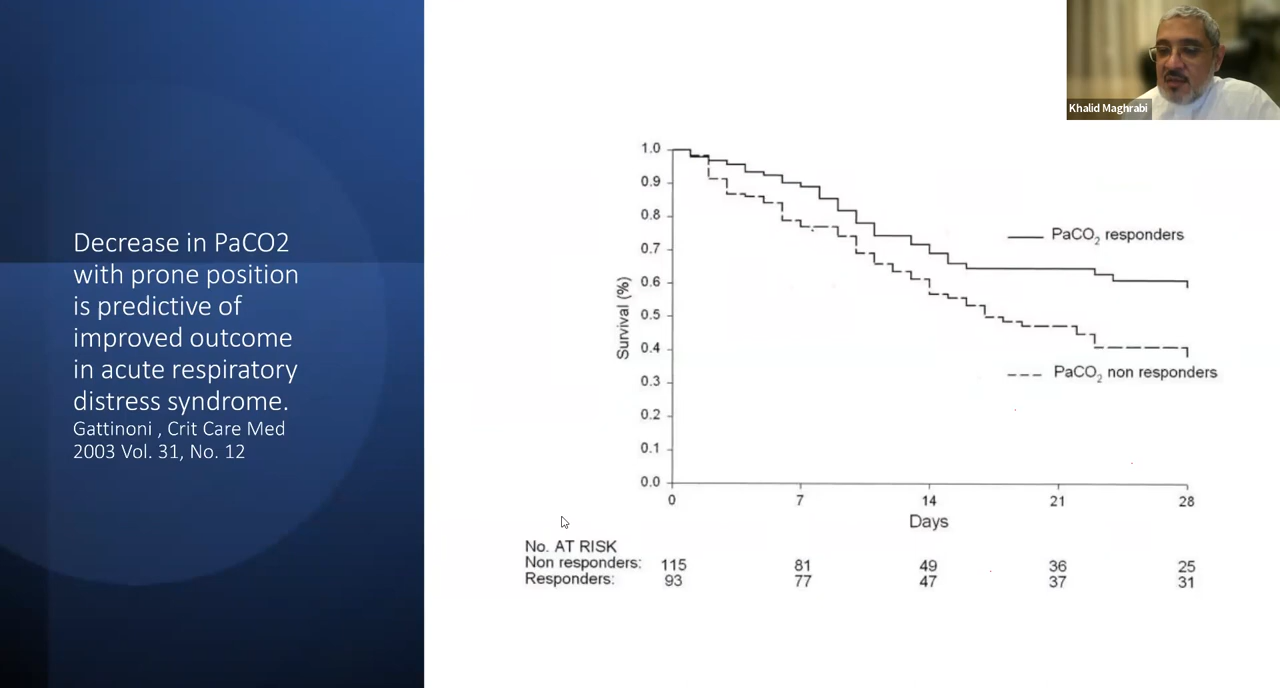 Khalid Maghrabi
Decrease in PaCO2
with prone position
is predictive of
improved outcome
in acute respiratory
distress syndrome.
Gattinoni , Crit Care Med
2003 Vol. 31, No. 12
Survival (%)
1.0
0.9
0.8
0.7
0.6
0.5
0.4
0.3
0.2
0.1
0.0
PaCO₂ responders
PaCO₂ non responders
0 7 14 21 28
Days
No. AT RISK
Non responders: 115 81 49 36 25
Responders: 93 77 47 37 31